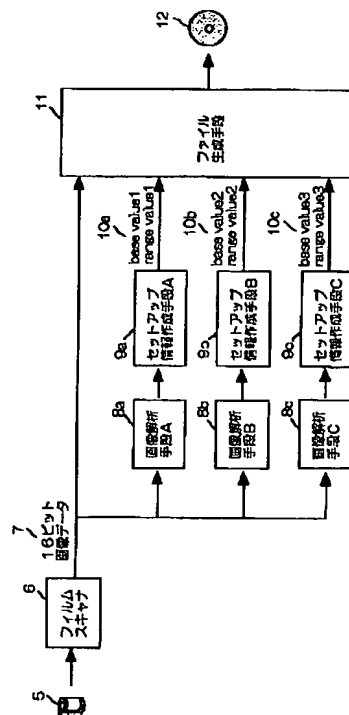 5
6
フィルム
スキャナ
7
16ビット
画像データ
8a
画像解析
手段A
9a
セットアップ
情報作成手段A
10a
base value1
range value1
8b
画像解析
手段B
9b
セットアップ
情報作成手段B
10b
base value2
range value2
8c
画像解析
手段C
9c
セットアップ
情報作成手段C
10c
base value3
range value3
11
ファイル
生成手段
12